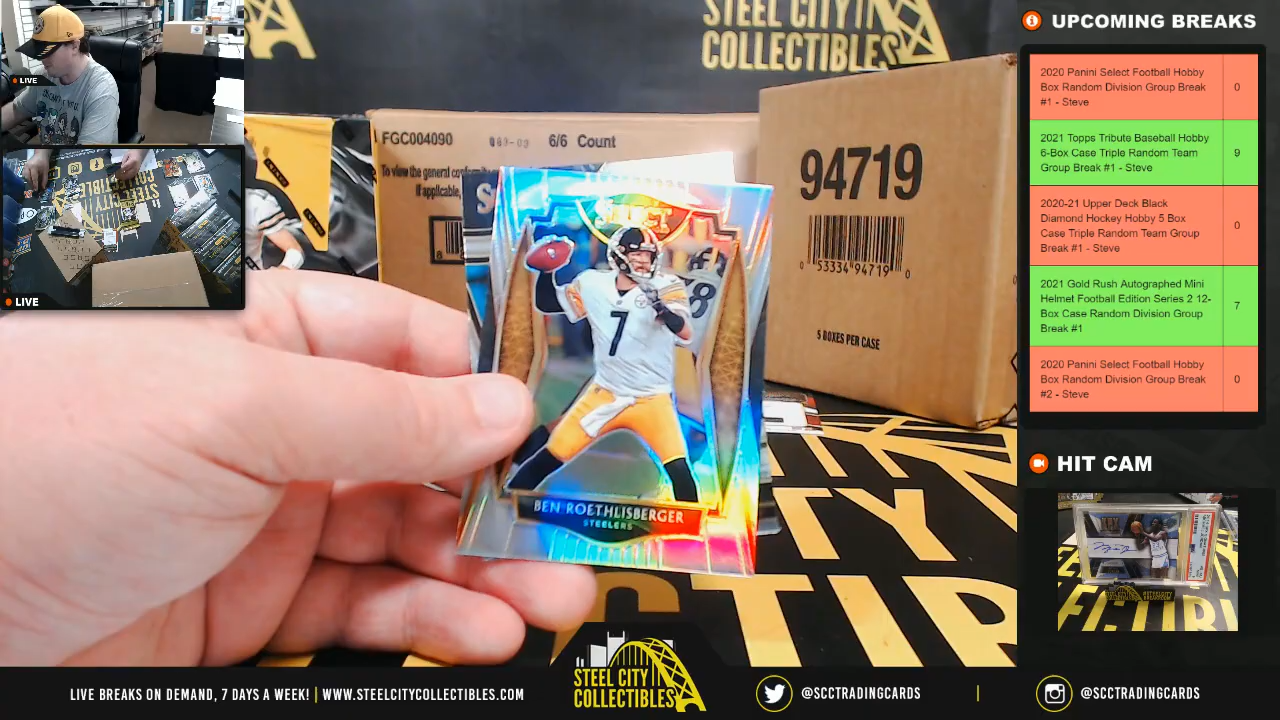 LIVE
LIVE
STEEL CITY
COLLECTIBLES
FGC004090
6/6 Count
To view the general
if applicable,
94719
53334 94719
5 BOXES PER CASE
7
BEN ROETHLISBERGER
STEELERS
UPCOMING BREAKS
2020 Panini Select Football Hobby
Box Random Division Group Break
#1 - Steve
0
2021 Topps Tribute Baseball Hobby
6-Box Case Triple Random Team
Group Break #1 - Steve
9
2020-21 Upper Deck Black
Diamond Hockey Hobby 5 Box
Case Triple Random Team Group
Break #1 - Steve
0
2021 Gold Rush Autographed Mini
Helmet Football Edition Series 2 12-
Box Case Random Division Group
Break #1
7
2020 Panini Select Football Hobby
Box Random Division Group Break
#2 - Steve
0
HIT CAM
LIVE BREAKS ON DEMAND, 7 DAYS A WEEK! | WWW.STEELCITYCOLLECTIBLES.COM
STEEL CITY
COLLECTIBLES
@SCCTRADINGCARDS
|
@SCCTRADINGCARDS